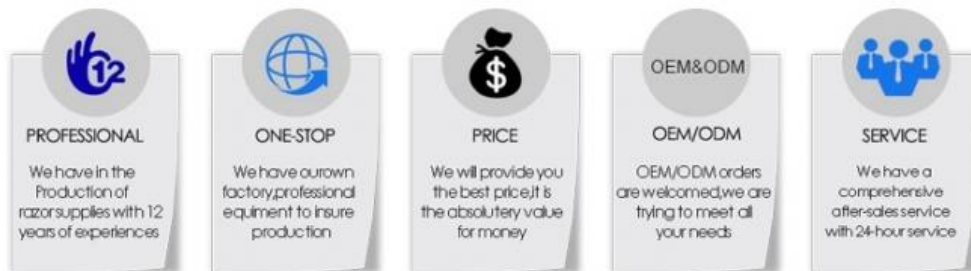 12
PROFESSIONAL
We have in the
Production of
razor supplies with 12
years of experiences
ONE-STOP
We have ourown
factory,professional
equiment to insure
production
$
PRICE
We will provide you
the best price,it is
the absolutery value
for money
OEM&ODM
OEM/ODM
OEM/ODM orders
are welcomed,we are
trying to meet all
your needs
SERVICE
We have a
comprehensive
after-sales service
with 24-hour service